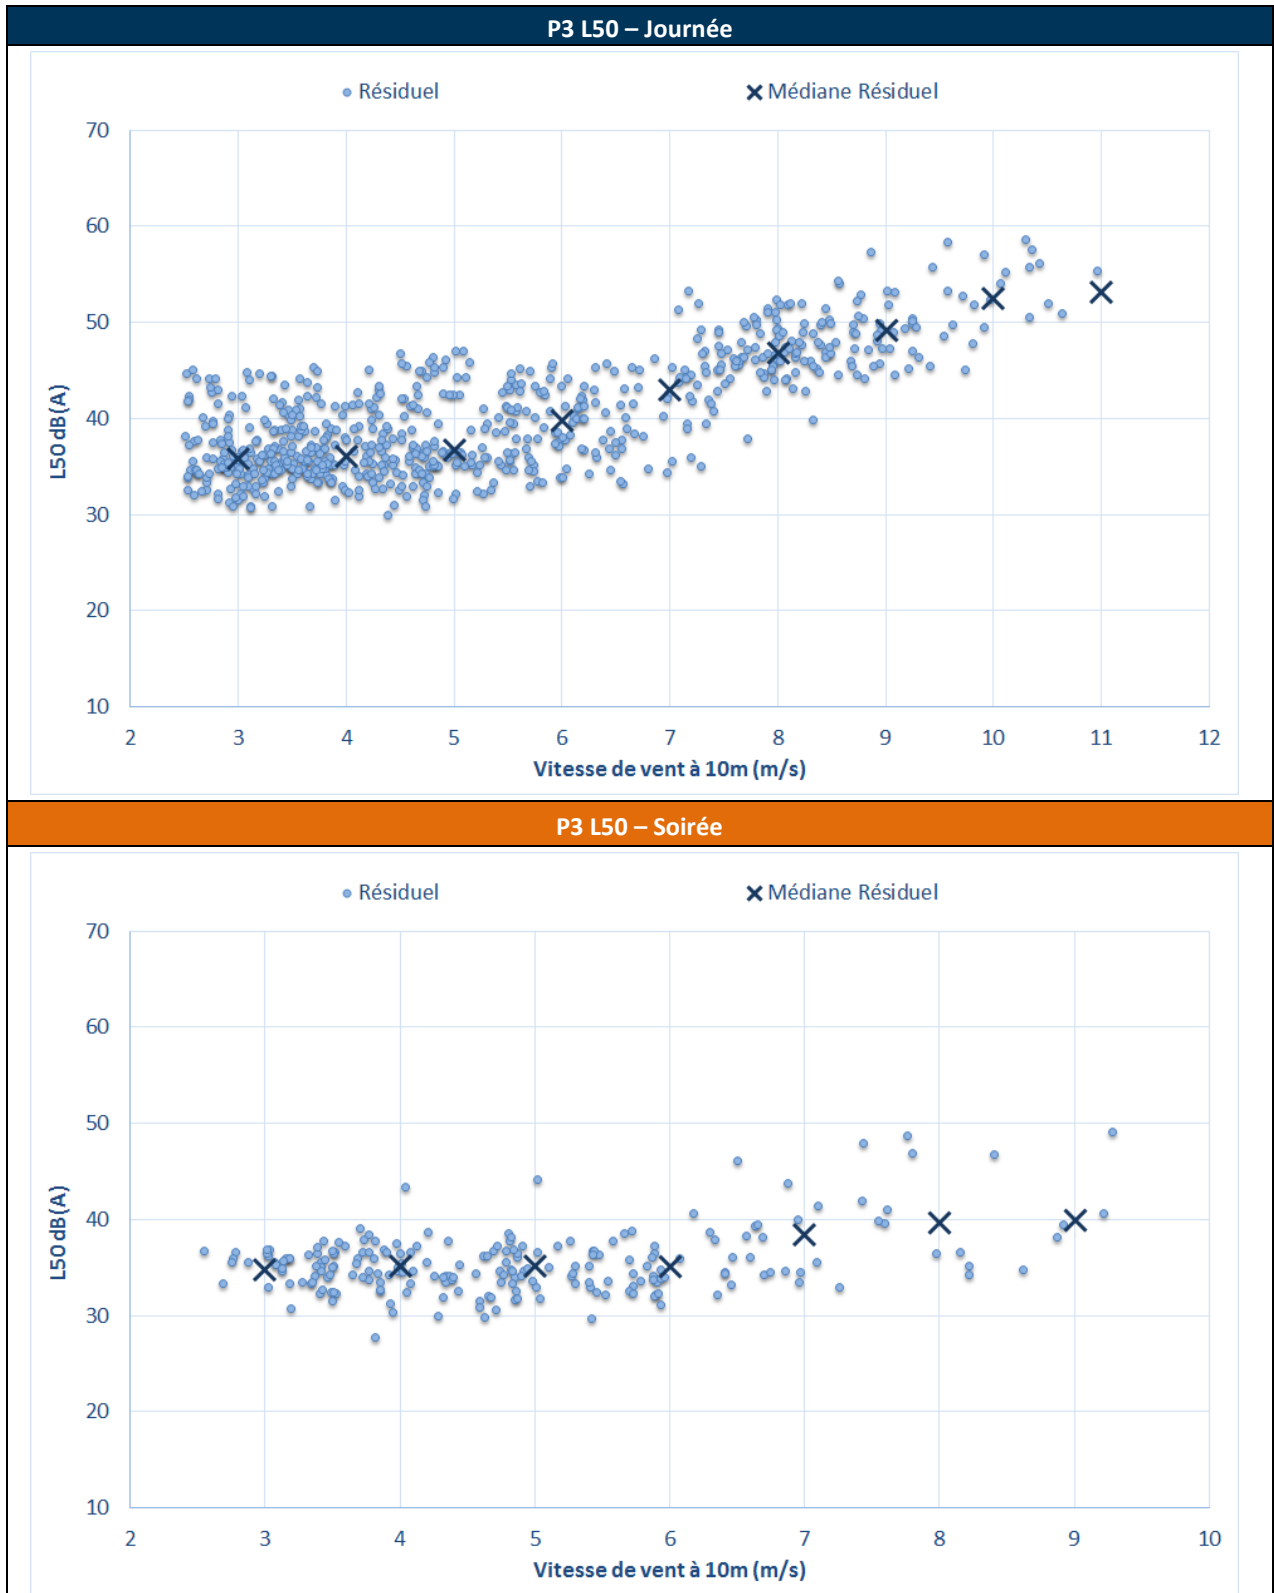 P3 L50 – Journée
Résiduel
Médiane Résiduel
70
60
50
40
30
20
10
L50 dB(A)
2 3 4 5 6 7 8 9 10 11 12
Vitesse de vent à 10m (m/s)
P3 L50 – Soirée
Résiduel
Médiane Résiduel
70
60
50
40
30
20
10
L50 dB(A)
2 3 4 5 6 7 8 9 10
Vitesse de vent à 10m (m/s)